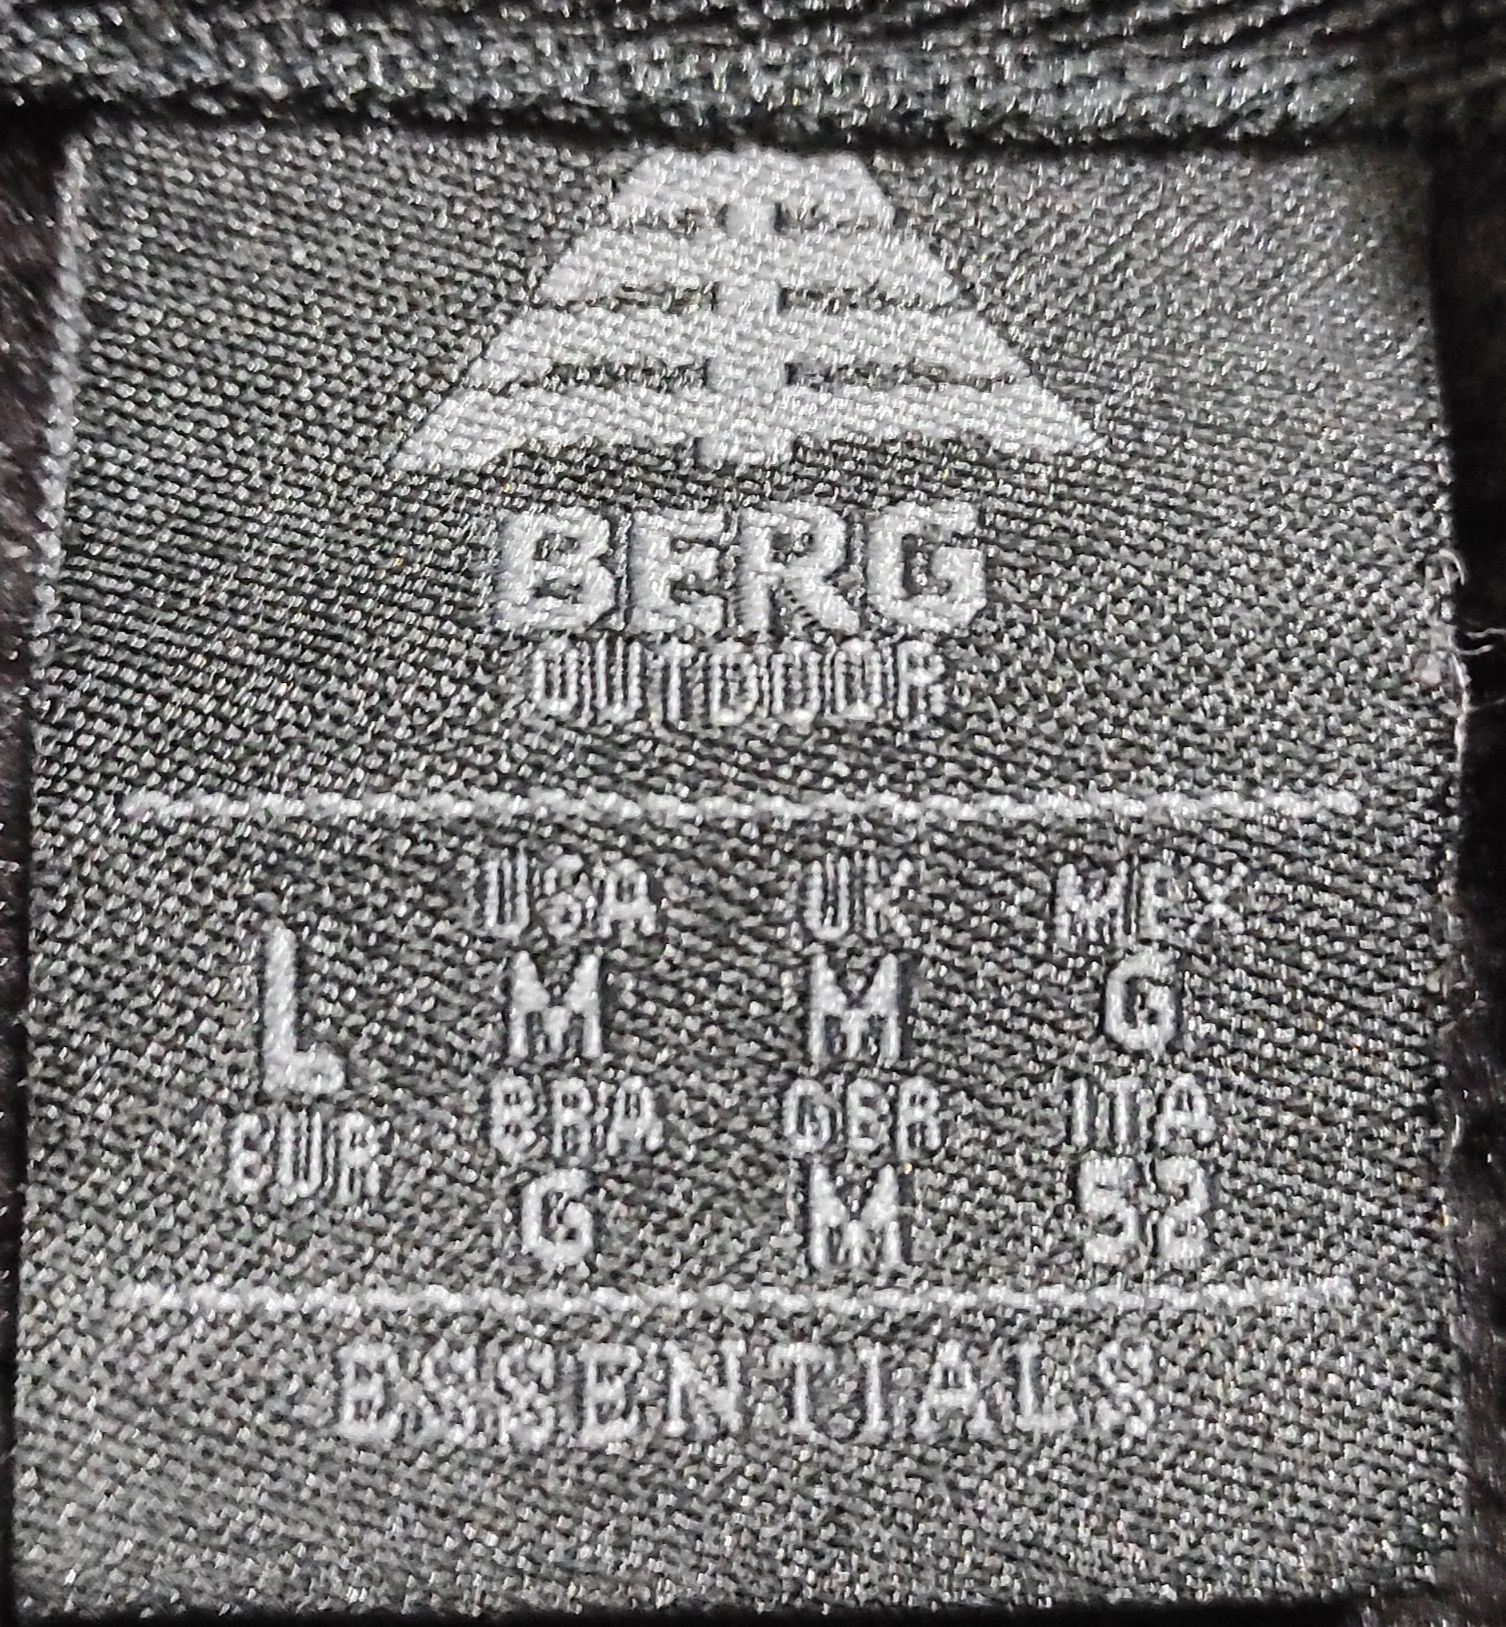 BERG
OUTDOOR
USA UK MEX
L M M G
EUR BRA GER ITA
G M 52
ESSENTIALS